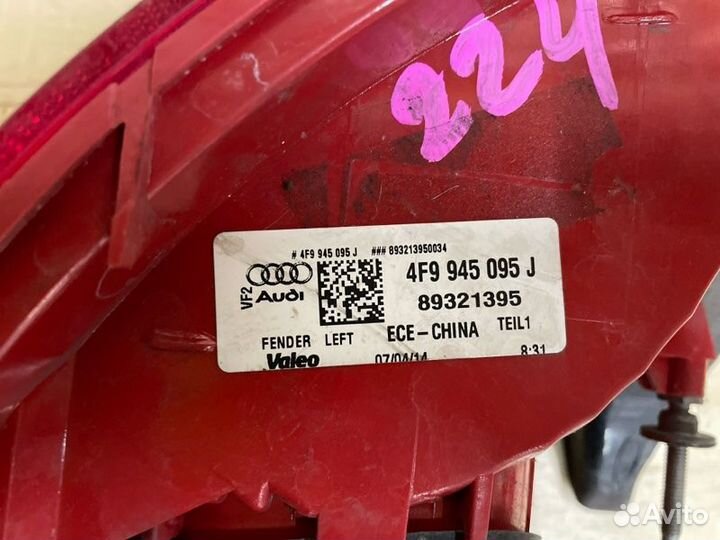 224
# 4F9 945 095 J ### 893213950034
VF2
Audi
4F9 945 095 J
89321395
FENDER LEFT ECE-CHINA TEIL1
Valeo 07/04/14 8:31
Avito